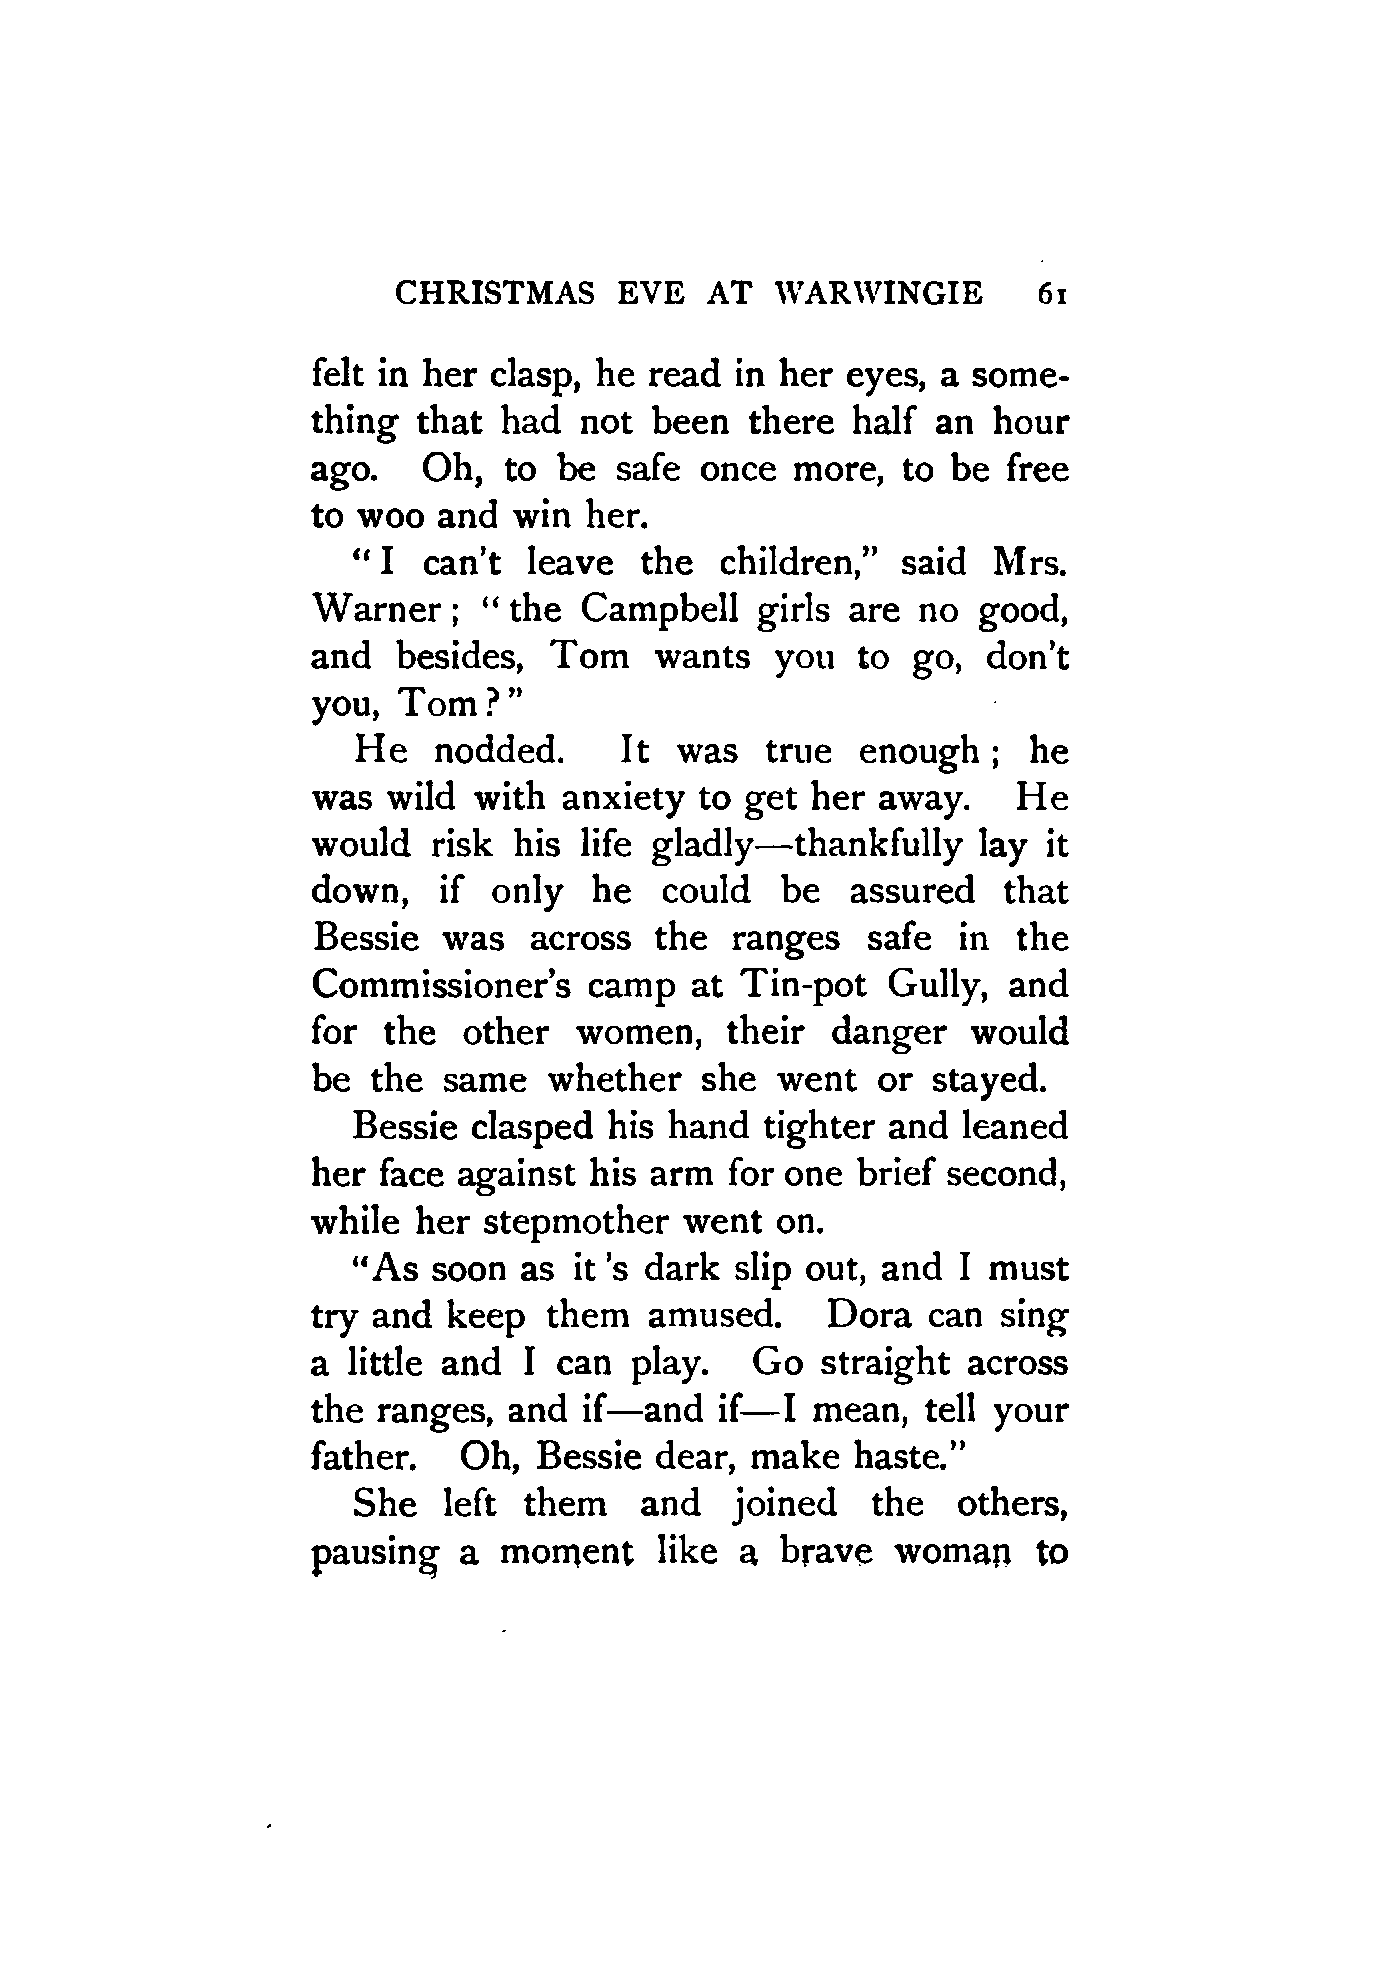 CHRISTMAS EVE AT WARWINGIE 61
felt in her clasp, he read in her eyes, a some-
thing that had not been there half an hour
ago. Oh, to be safe once more, to be free
to woo and win her.
"I can't leave the children," said Mrs.
Warner; "the Campbell girls are no good,
and besides, Tom wants you to go, don't
you, Tom?"
He nodded. It was true enough; he
was wild with anxiety to get her away. He
would risk his life gladly—thankfully lay it
down, if only he could be assured that
Bessie was across the ranges safe in the
Commissioner's camp at Tin-pot Gully, and
for the other women, their danger would
be the same whether she went or stayed.
Bessie clasped his hand tighter and leaned
her face against his arm for one brief second,
while her stepmother went on.
"As soon as it 's dark slip out, and I must
try and keep them amused. Dora can sing
a little and I can play. Go straight across
the ranges, and if—and if—I mean, tell your
father. Oh, Bessie dear, make haste."
She left them and joined the others,
pausing a moment like a brave woman to